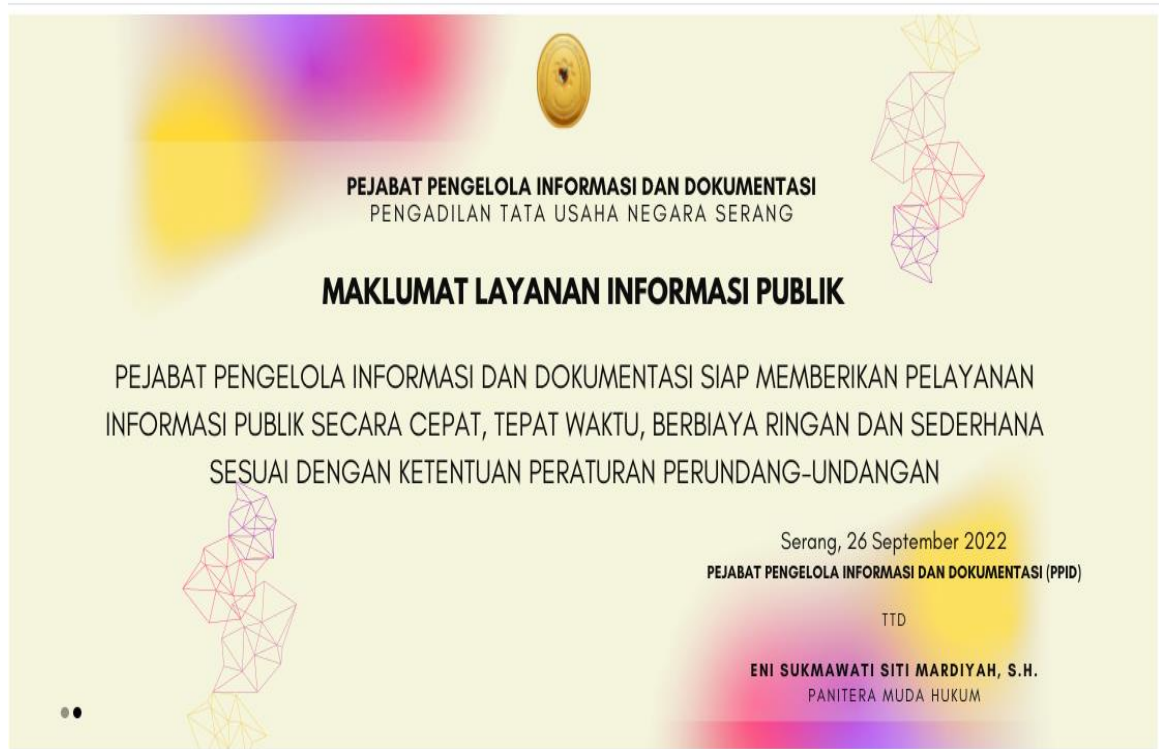 PEJABAT PENGELOLA INFORMASI DAN DOKUMENTASI
PENGADILAN TATA USAHA NEGARA SERANG
MAKLUMAT LAYANAN INFORMASI PUBLIK
PEJABAT PENGELOLA INFORMASI DAN DOKUMENTASI SIAP MEMBERIKAN PELAYANAN
INFORMASI PUBLIK SECARA CEPAT, TEPAT WAKTU, BERBIAYA RINGAN DAN SEDERHANA
SESUAI DENGAN KETENTUAN PERATURAN PERUNDANG-UNDANGAN
Serang, 26 September 2022
PEJABAT PENGELOLA INFORMASI DAN DOKUMENTASI (PPID)
TTD
ENI SUKMAWATI SITI MARDIYAH, S.H.
PANITERA MUDA HUKUM